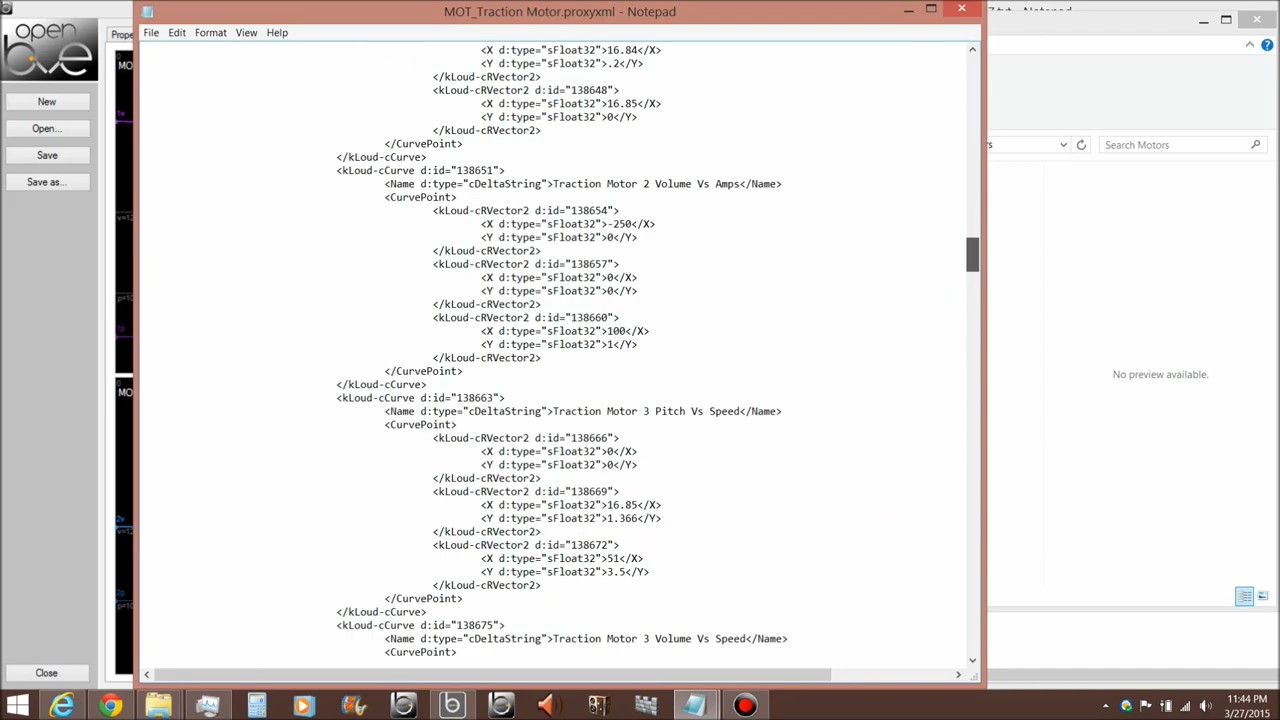 MOT_Traction Motor.proxyxml - Notepad
File Edit Format View Help
<X d:type="sFloat32">16.84</X>
<Y d:type="sFloat32">.2</Y>
</kLoud-cRVector2>
<kLoud-cRVector2 d:id="138648">
<X d:type="sFloat32">16.85</X>
<Y d:type="sFloat32">0</Y>
</kLoud-cRVector2>
</CurvePoint>
</kLoud-cCurve>
<kLoud-cCurve d:id="138651">
<Name d:type="cDeltaString">Traction Motor 2 Volume Vs Amps</Name>
<CurvePoint>
<kLoud-cRVector2 d:id="138654">
<X d:type="sFloat32">-250</X>
<Y d:type="sFloat32">0</Y>
</kLoud-cRVector2>
<kLoud-cRVector2 d:id="138657">
<X d:type="sFloat32">0</X>
<Y d:type="sFloat32">0</Y>
</kLoud-cRVector2>
<kLoud-cRVector2 d:id="138660">
<X d:type="sFloat32">100</X>
<Y d:type="sFloat32">1</Y>
</kLoud-cRVector2>
</CurvePoint>
</kLoud-cCurve>
<kLoud-cCurve d:id="138663">
<Name d:type="cDeltaString">Traction Motor 3 Pitch Vs Speed</Name>
<CurvePoint>
<kLoud-cRVector2 d:id="138666">
<X d:type="sFloat32">0</X>
<Y d:type="sFloat32">0</Y>
</kLoud-cRVector2>
<kLoud-cRVector2 d:id="138669">
<X d:type="sFloat32">16.85</X>
<Y d:type="sFloat32">1.366</Y>
</kLoud-cRVector2>
<kLoud-cRVector2 d:id="138672">
<X d:type="sFloat32">51</X>
<Y d:type="sFloat32">3.5</Y>
</kLoud-cRVector2>
</CurvePoint>
</kLoud-cCurve>
<kLoud-cCurve d:id="138675">
<Name d:type="cDeltaString">Traction Motor 3 Volume Vs Speed</Name>
<CurvePoint>
open
bve
New
Open...
Save
Save as...
Close
Prope
Search Motors
No preview available.
11:44 PM
3/27/2015